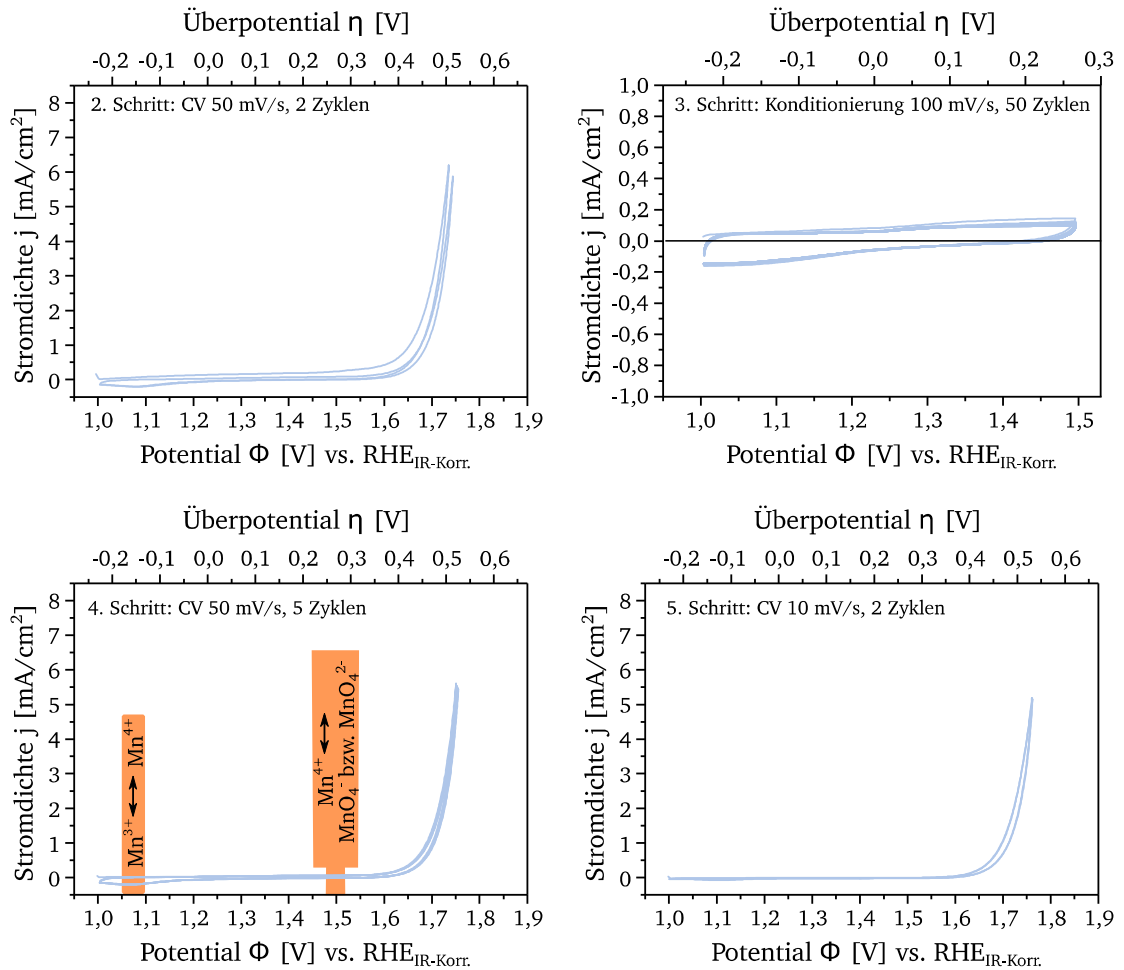 Überpotential η [V]
-0,2 -0,1 0,0 0,1 0,2 0,3 0,4 0,5 0,6
8
7
6
5
4
3
2
1
0
Stromdichte j [mA/cm²]
2. Schritt: CV 50 mV/s, 2 Zyklen
1,0 1,1 1,2 1,3 1,4 1,5 1,6 1,7 1,8 1,9
Potential Φ [V] vs. RHE_IR-Korr.
Überpotential η [V]
-0,2 -0,1 0,0 0,1 0,2 0,3
1,0
0,8
0,6
0,4
0,2
0,0
-0,2
-0,4
-0,6
-0,8
-1,0
Stromdichte j [mA/cm²]
3. Schritt: Konditionierung 100 mV/s, 50 Zyklen
1,0 1,1 1,2 1,3 1,4 1,5
Potential Φ [V] vs. RHE_IR-Korr.
Überpotential η [V]
-0,2 -0,1 0,0 0,1 0,2 0,3 0,4 0,5 0,6
8
7
6
5
4
3
2
1
0
Stromdichte j [mA/cm²]
4. Schritt: CV 50 mV/s, 5 Zyklen
Mn³⁺ ↔ Mn⁴⁺
Mn⁴⁺ ↔
MnO₄⁻ bzw. MnO₄²⁻
1,0 1,1 1,2 1,3 1,4 1,5 1,6 1,7 1,8 1,9
Potential Φ [V] vs. RHE_IR-Korr.
Überpotential η [V]
-0,2 -0,1 0,0 0,1 0,2 0,3 0,4 0,5 0,6
8
7
6
5
4
3
2
1
0
Stromdichte j [mA/cm²]
5. Schritt: CV 10 mV/s, 2 Zyklen
1,0 1,1 1,2 1,3 1,4 1,5 1,6 1,7 1,8 1,9
Potential Φ [V] vs. RHE_IR-Korr.